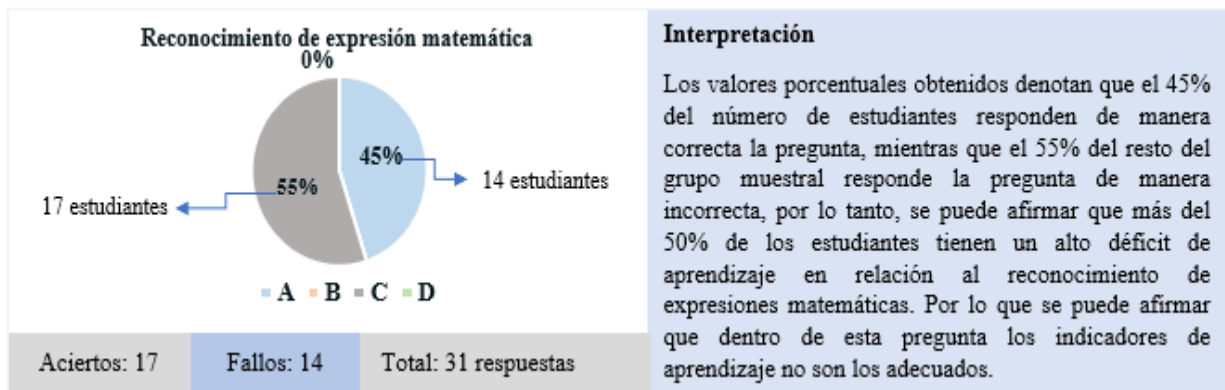 Reconocimiento de expresión matemática
0%
45%
14 estudiantes
55%
17 estudiantes
A B C D
Aciertos: 17
Fallos: 14
Total: 31 respuestas
Interpretación
Los valores porcentuales obtenidos denotan que el 45%
del número de estudiantes responden de manera
correcta la pregunta, mientras que el 55% del resto del
grupo muestral responde la pregunta de manera
incorrecta, por lo tanto, se puede afirmar que más del
50% de los estudiantes tienen un alto déficit de
aprendizaje en relación al reconocimiento de
expresiones matemáticas. Por lo que se puede afirmar
que dentro de esta pregunta los indicadores de
aprendizaje no son los adecuados.